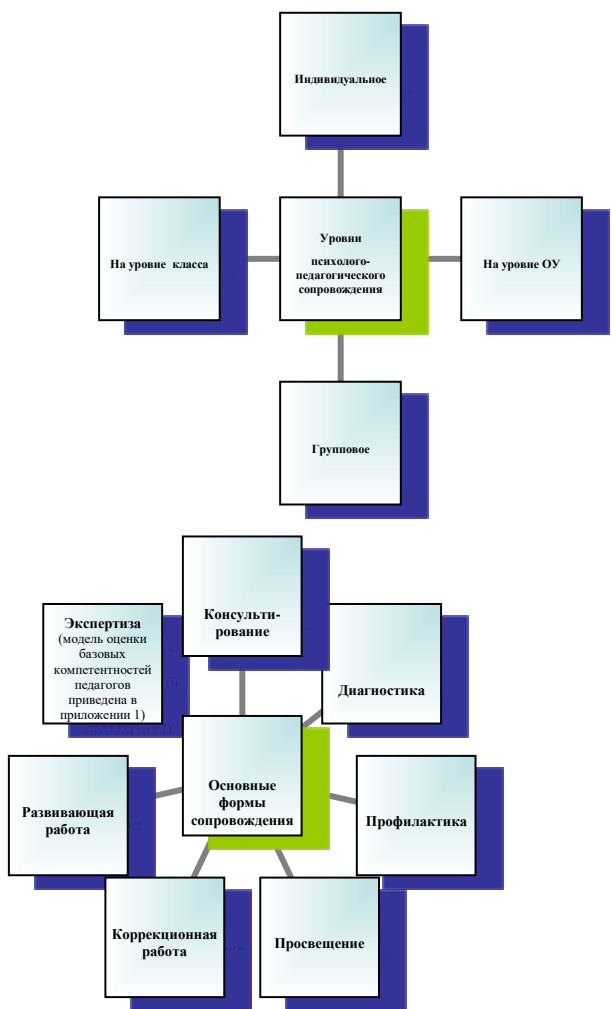 Индивидуальное
На уровне класса
Уровни
психолого-
педагогического
сопровождения
На уровне ОУ
Групповое
Консульти-
рование
Экспертиза
(модель оценки
базовых
компетентностей
педагогов
приведена в
приложении 1)
Диагностика
Основные
формы
сопровождения
Развивающая
работа
Профилактика
Коррекционная
работа
Просвещение